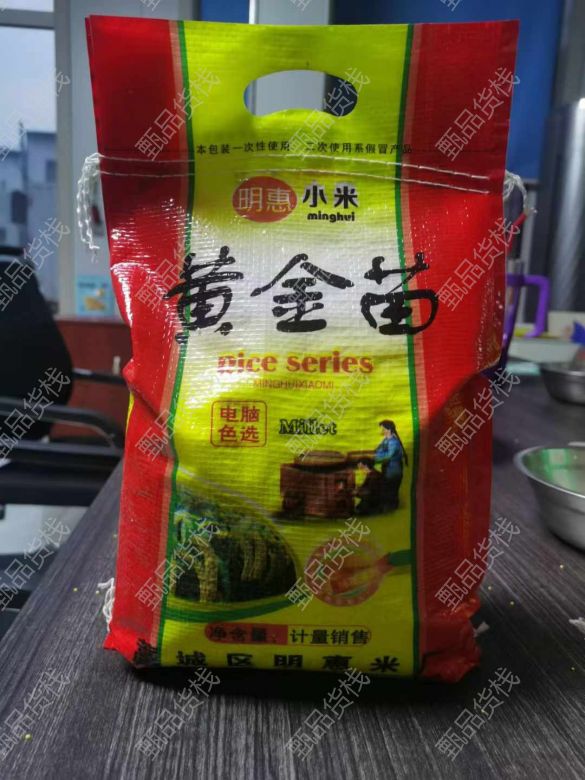 本包装一次性使用 二次使用系假冒产品
明惠 小米
minghui
黄金苗
rice series
MINGHUIXIAOMI
电脑
色选
Millet
净含量: 计量销售
城区明惠米
甄品货栈